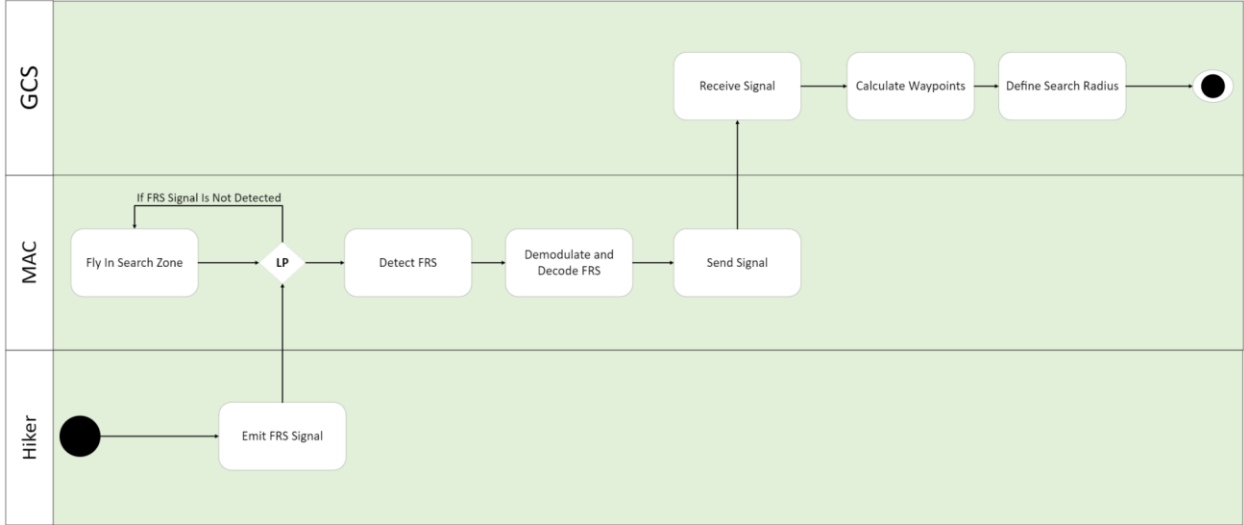 GCS
Receive Signal
Calculate Waypoints
Define Search Radius
MAC
If FRS Signal Is Not Detected
Fly In Search Zone
LP
Detect FRS
Demodulate and
Decode FRS
Send Signal
Hiker
Emit FRS Signal